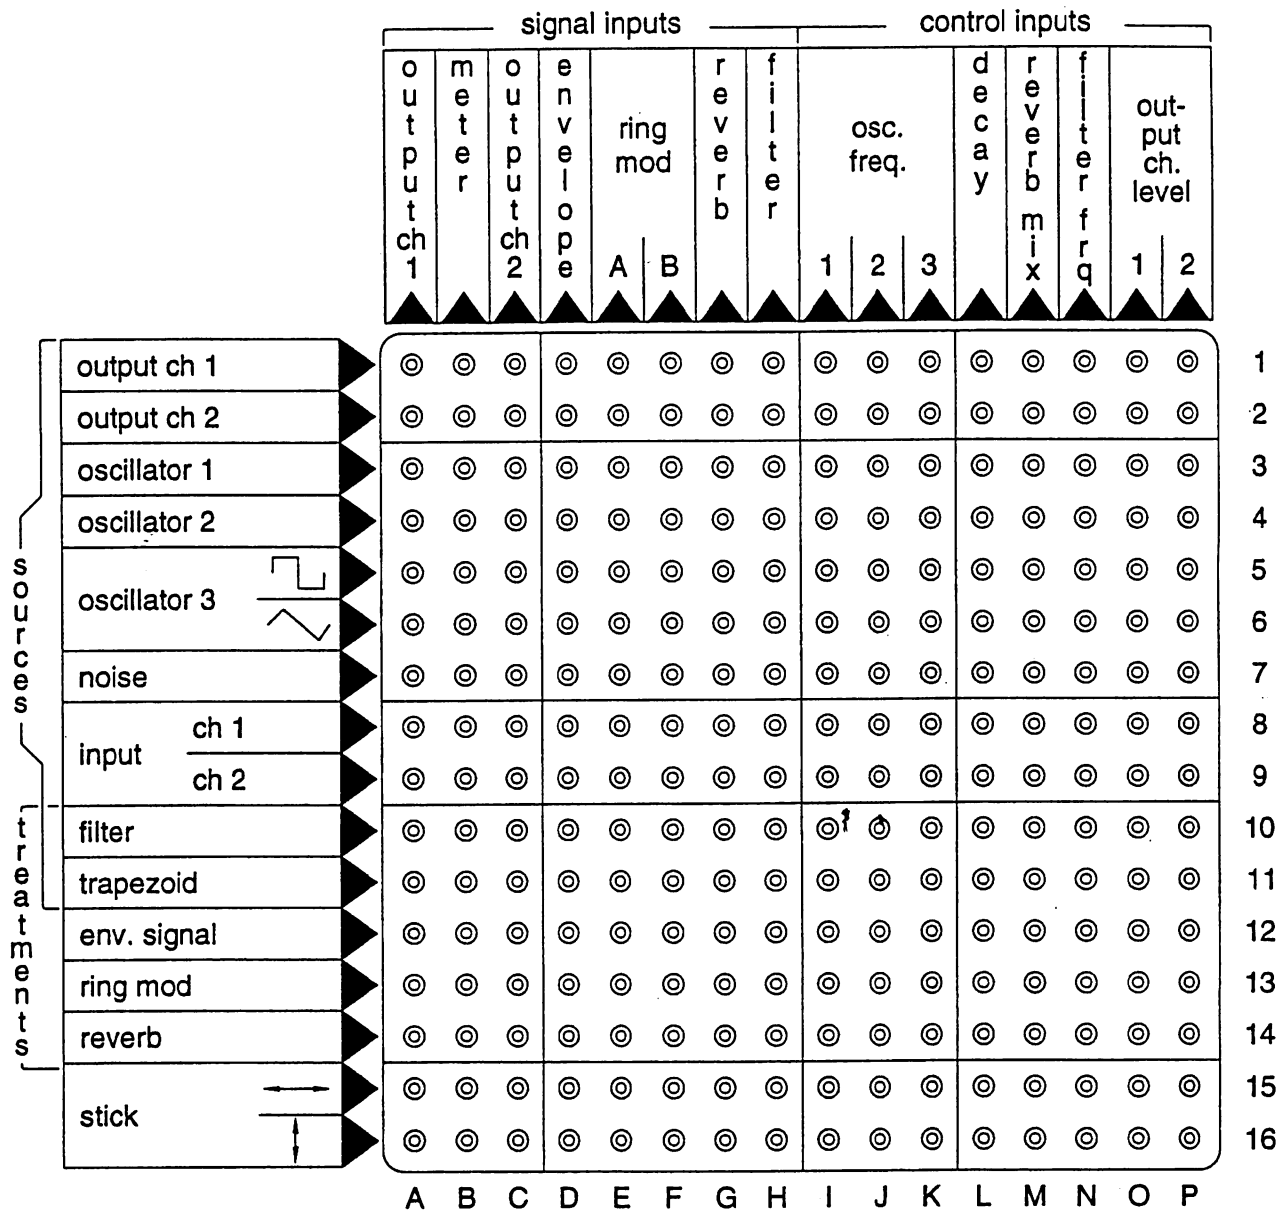 signal inputs
control inputs
output ch 1
meter
output ch 2
envelope
ring
mod
A
B
reverb
filter
osc.
freq.
1
2
3
decay
reverb mix
filter frq
out-
put
ch.
level
1
2
sources
treatments
output ch 1
1
output ch 2
2
oscillator 1
3
oscillator 2
4
oscillator 3
5
6
noise
7
input
ch 1
8
ch 2
9
filter
10
trapezoid
11
env. signal
12
ring mod
13
reverb
14
stick
15
16
A B C D E F G H I J K L M N O P